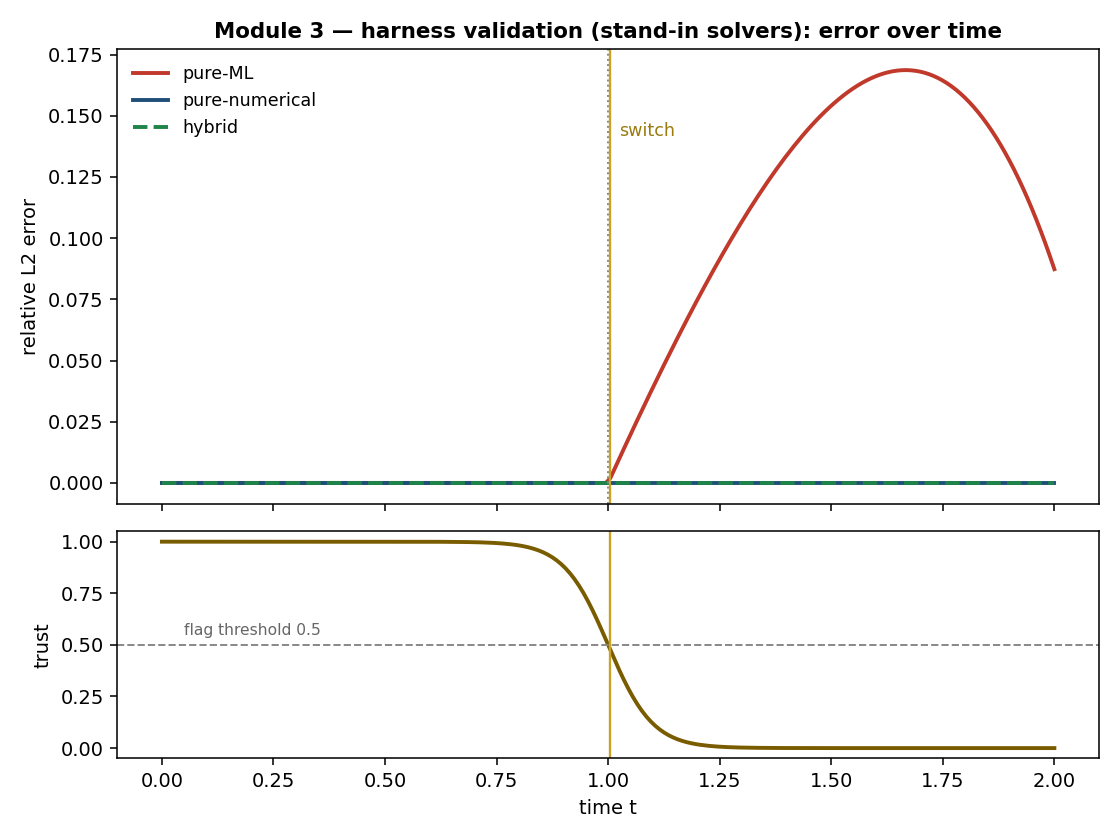 Module 3 — harness validation (stand-in solvers): error over time
0.175
0.150
0.125
0.100
0.075
0.050
0.025
0.000
relative L2 error
pure-ML
pure-numerical
hybrid
switch
1.00
0.75
0.50
0.25
0.00
trust
flag threshold 0.5
0.00 0.25 0.50 0.75 1.00 1.25 1.50 1.75 2.00
time t